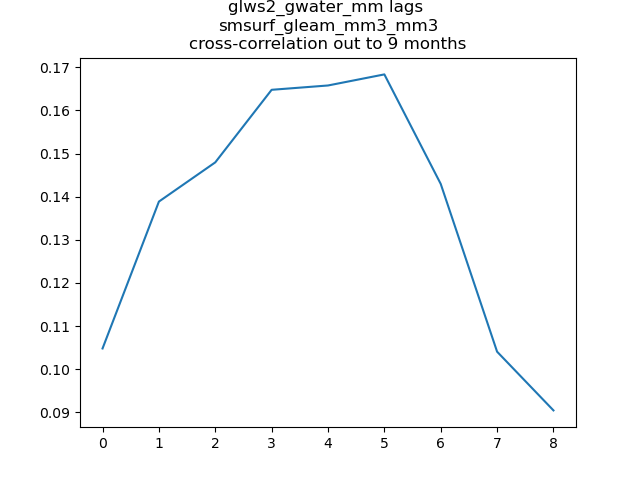 glws2_gwater_mm lags
smsurf_gleam_mm3_mm3
cross-correlation out to 9 months
0.17
0.16
0.15
0.14
0.13
0.12
0.11
0.10
0.09
0 1 2 3 4 5 6 7 8